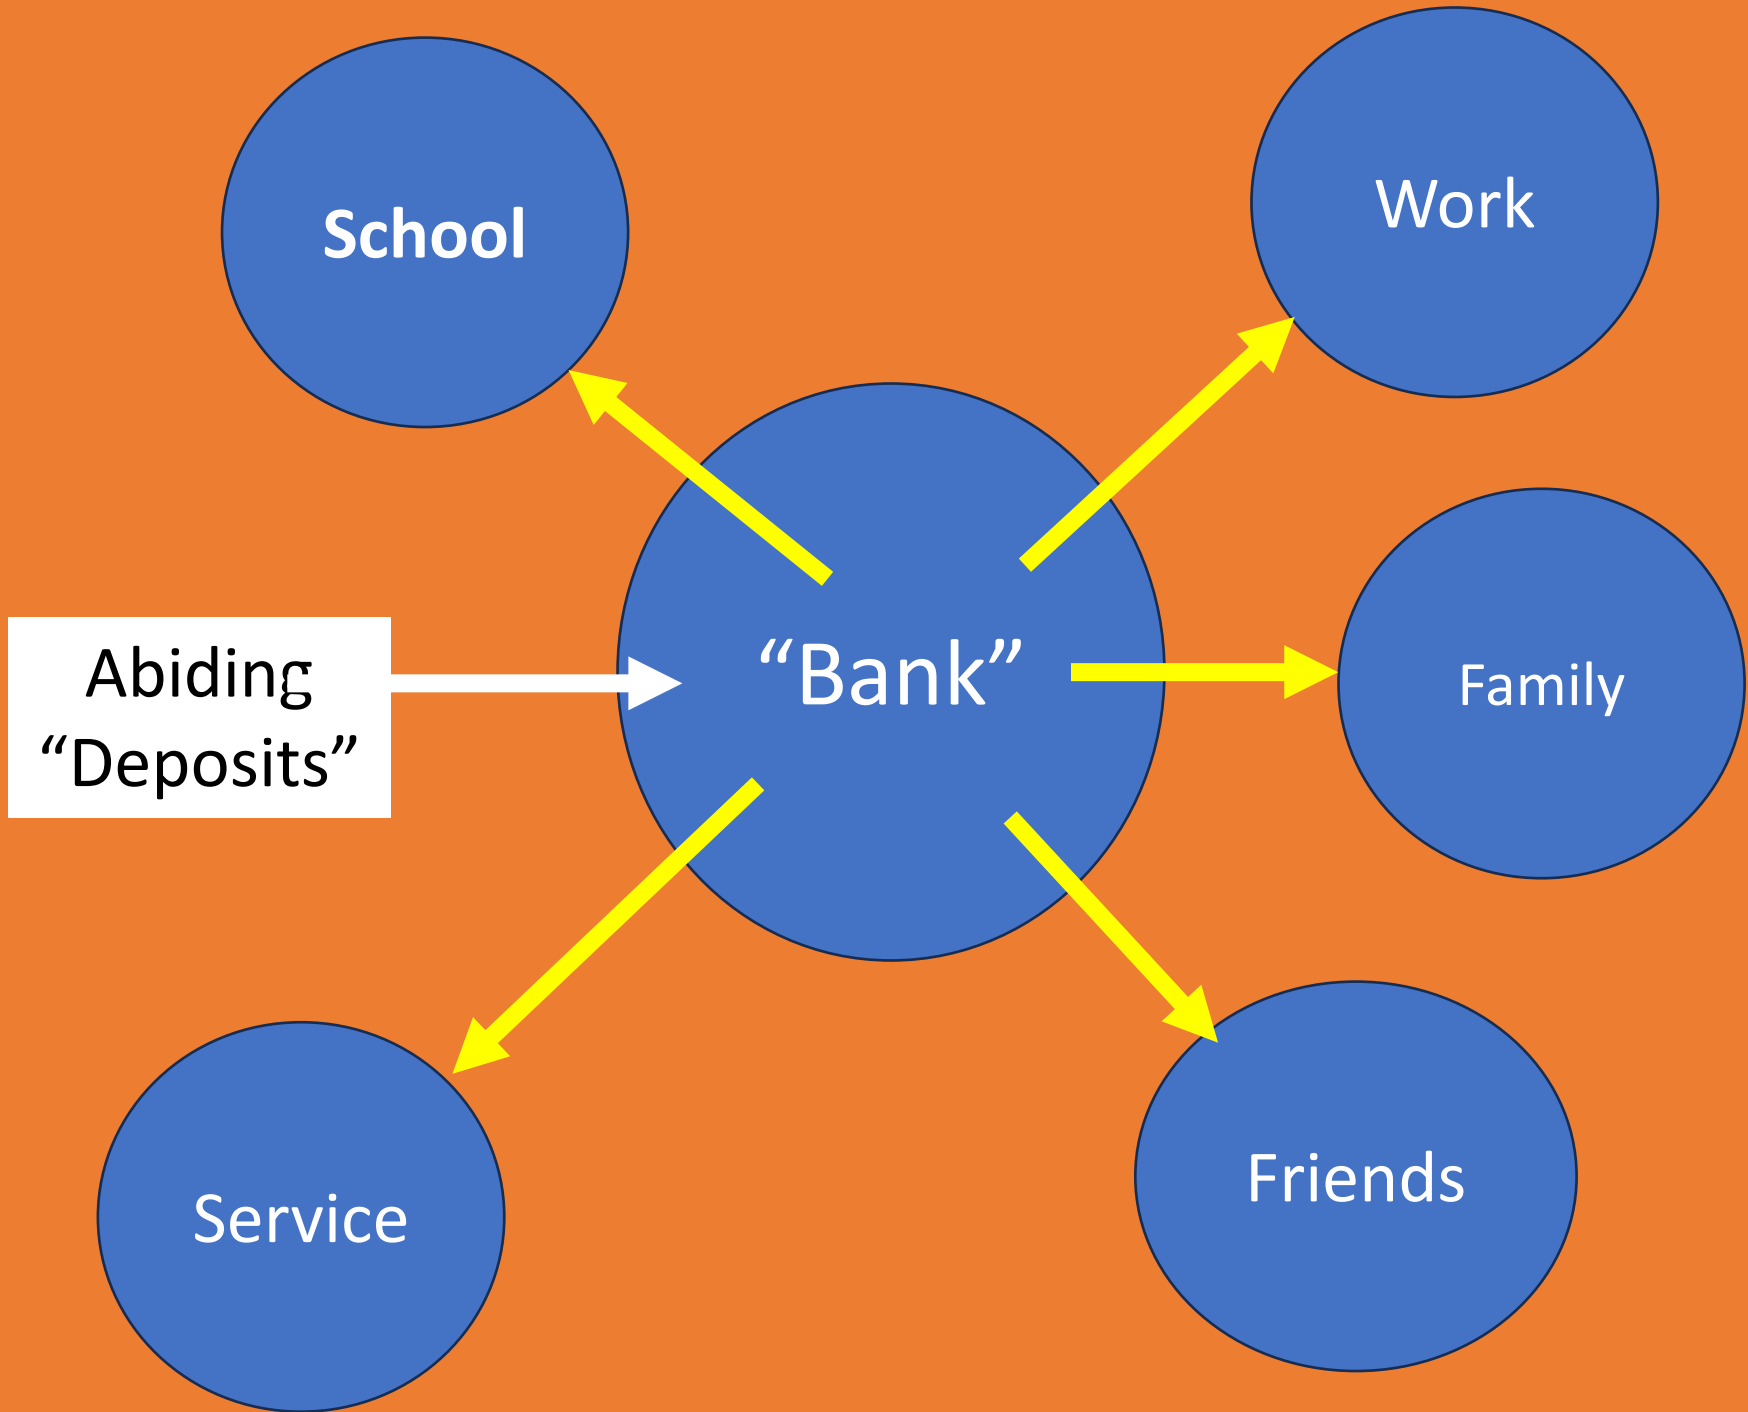 School
Work
Abiding
“Deposits”
“Bank”
Family
Service
Friends